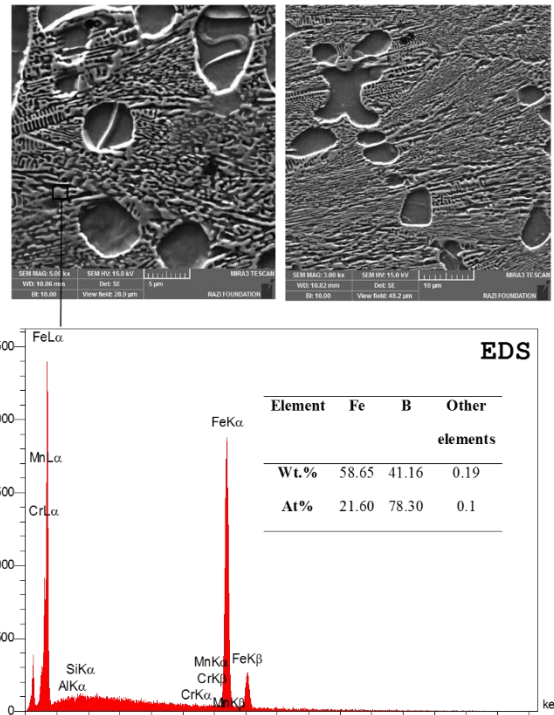 SEM MAG: 5.00 kx SEM HV: 15.0 kV
WD: 10.86 mm Det: SE 5 µm
BI: 10.00 View field: 28.9 µm
MIRA3 TESCAN
RAZI FOUNDATION
SEM MAG: 3.00 kx SEM HV: 15.0 kV
WD: 10.82 mm Det: SE 10 µm
BI: 10.00 View field: 48.2 µm
MIRA3 TESCAN
RAZI FOUNDATION
EDS
FeLα
MnLα
CrLα
FeKα
Element Fe B Other
elements
Wt.% 58.65 41.16 0.19
At% 21.60 78.30 0.1
SiKα
AlKα
MnKα
FeKβ
CrKβ
CrKα
MnKβ
0